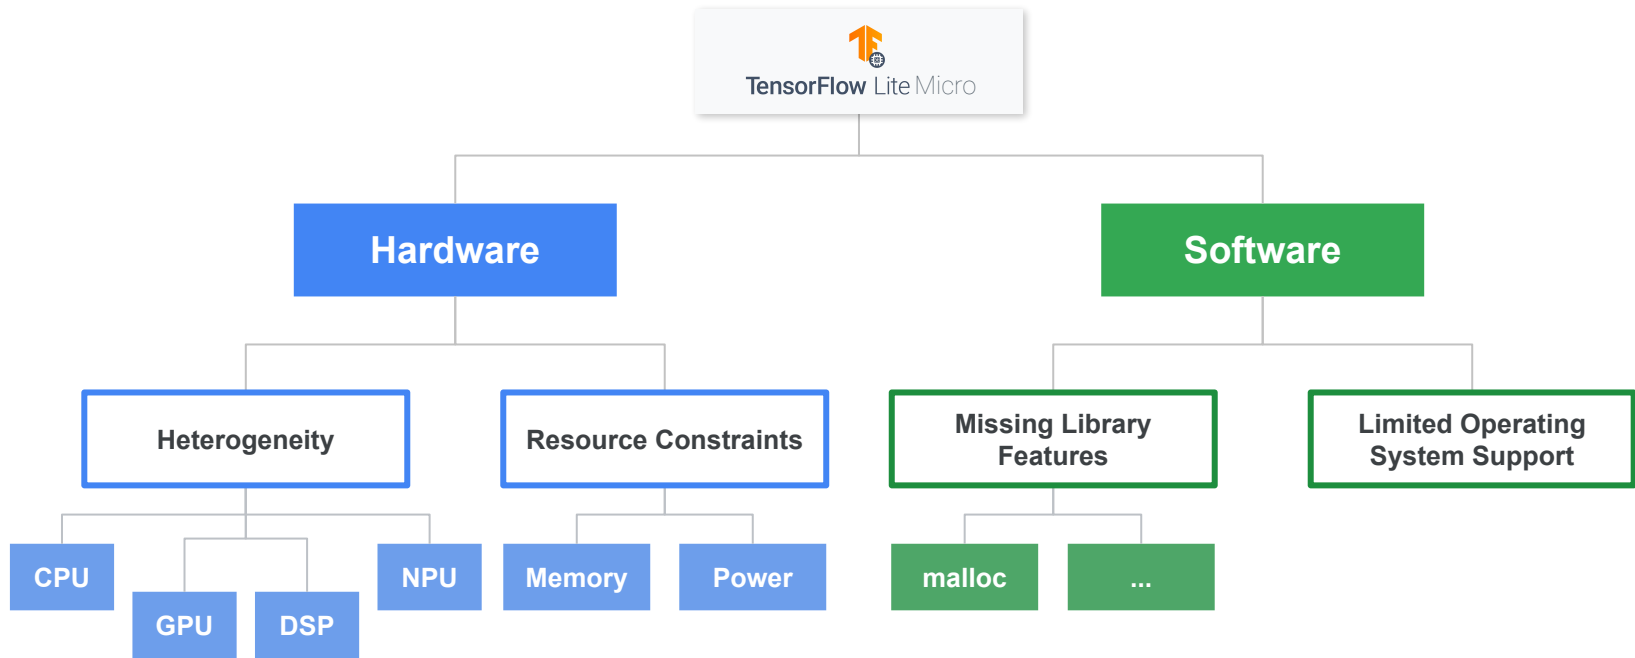 TensorFlow Lite Micro
Hardware
Software
Heterogeneity
Resource Constraints
Missing Library
Features
Limited Operating
System Support
CPU
GPU
DSP
NPU
Memory
Power
malloc
...